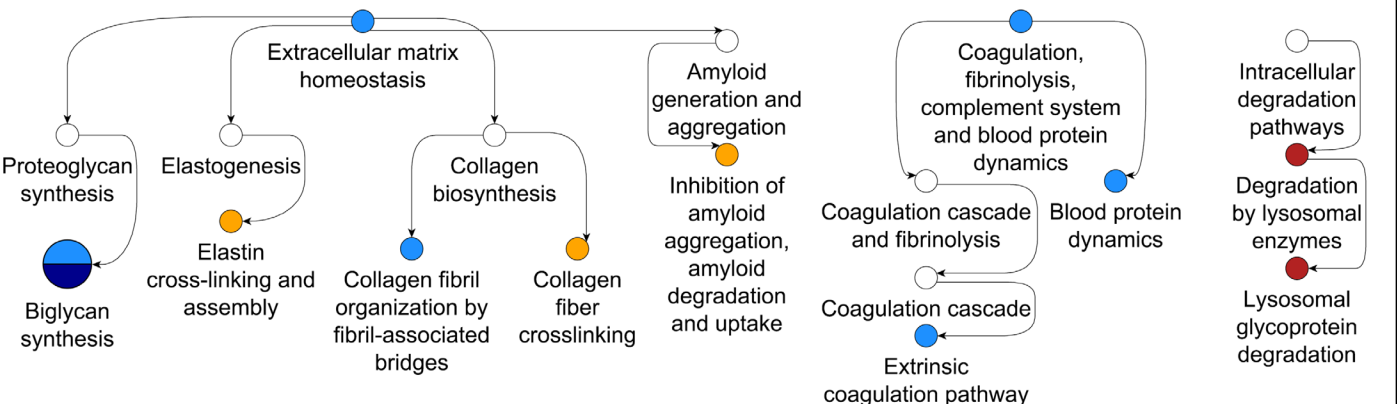 Extracellular matrix
homeostasis
Proteoglycan
synthesis
Biglycan
synthesis
Elastogenesis
Elastin
cross-linking and
assembly
Collagen
biosynthesis
Collagen fibril
organization by
fibril-associated
bridges
Collagen
fiber
crosslinking
Amyloid
generation and
aggregation
Inhibition of
amyloid
aggregation,
amyloid
degradation
and uptake
Coagulation,
fibrinolysis,
complement system
and blood protein
dynamics
Coagulation cascade
and fibrinolysis
Coagulation cascade
Extrinsic
coagulation pathway
Blood protein
dynamics
Intracellular
degradation
pathways
Degradation
by lysosomal
enzymes
Lysosomal
glycoprotein
degradation